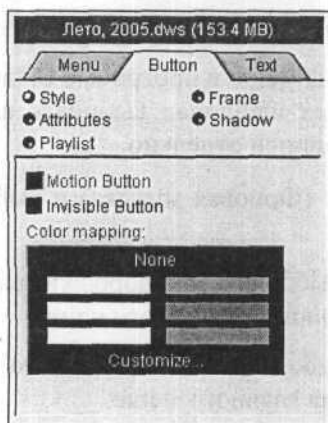 Лето, 2005.dws (153.4 MB)
Menu Button Text
Style Frame
Attributes Shadow
Playlist
Motion Button
Invisible Button
Color mapping:
None
Customize...